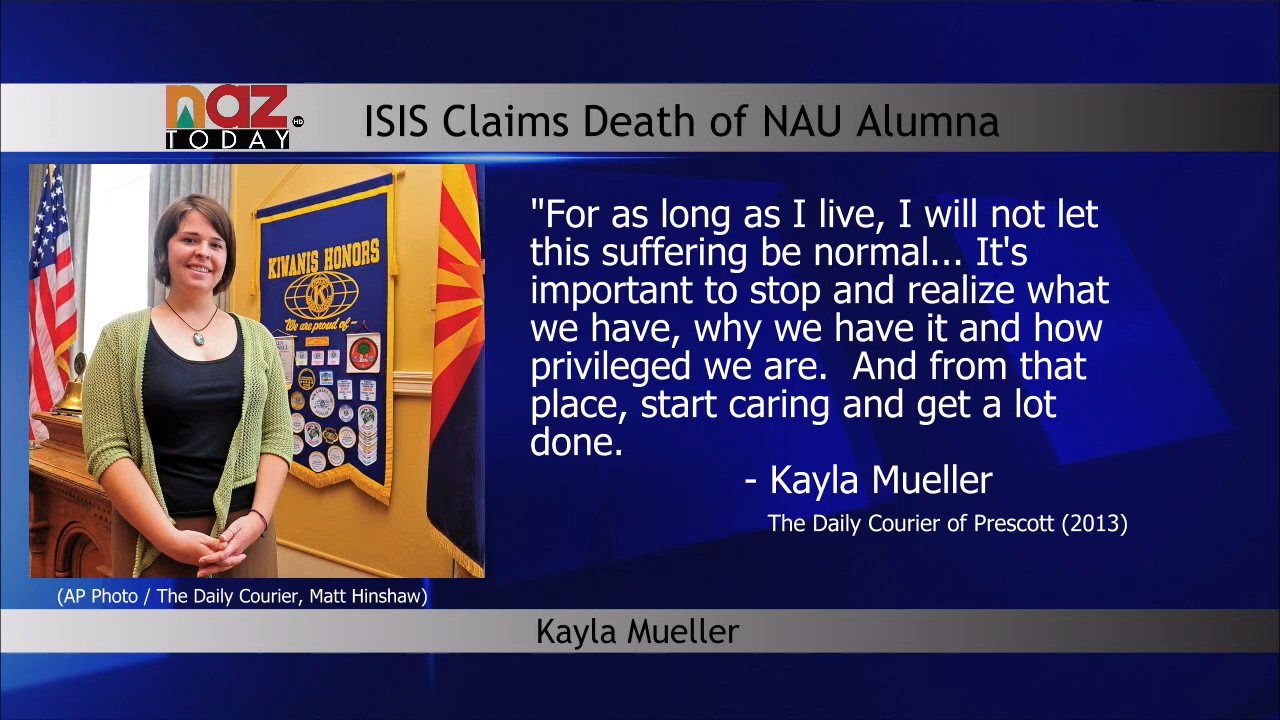 naz
TODAY HD
ISIS Claims Death of NAU Alumna
KIWANIS HONORS
K
We are proud of-
"For as long as I live, I will not let
this suffering be normal... It's
important to stop and realize what
we have, why we have it and how
privileged we are.  And from that
place, start caring and get a lot
done.
- Kayla Mueller
The Daily Courier of Prescott (2013)
(AP Photo / The Daily Courier, Matt Hinshaw)
Kayla Mueller